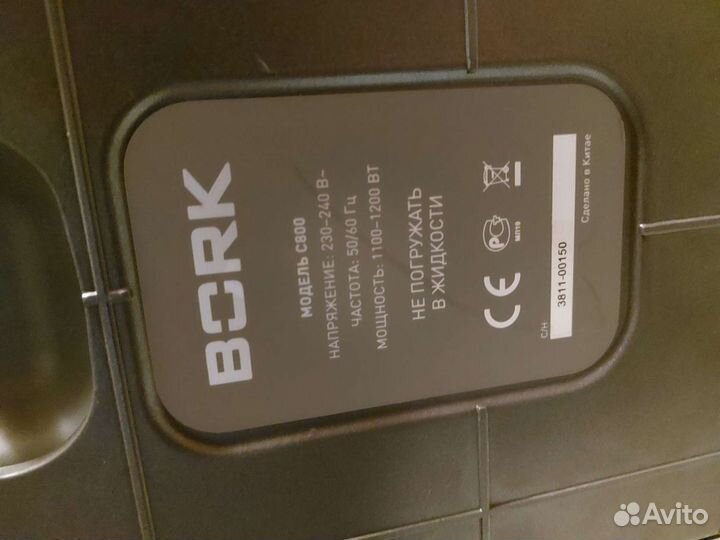 BORK
МОДЕЛЬ C800
НАПРЯЖЕНИЕ: 230–240 В~
ЧАСТОТА: 50/60 Гц
МОЩНОСТЬ: 1100–1200 ВТ
НЕ ПОГРУЖАТЬ
В ЖИДКОСТИ
CE
МЛ19
С/Н
3811-00150
Сделано в Китае
Avito